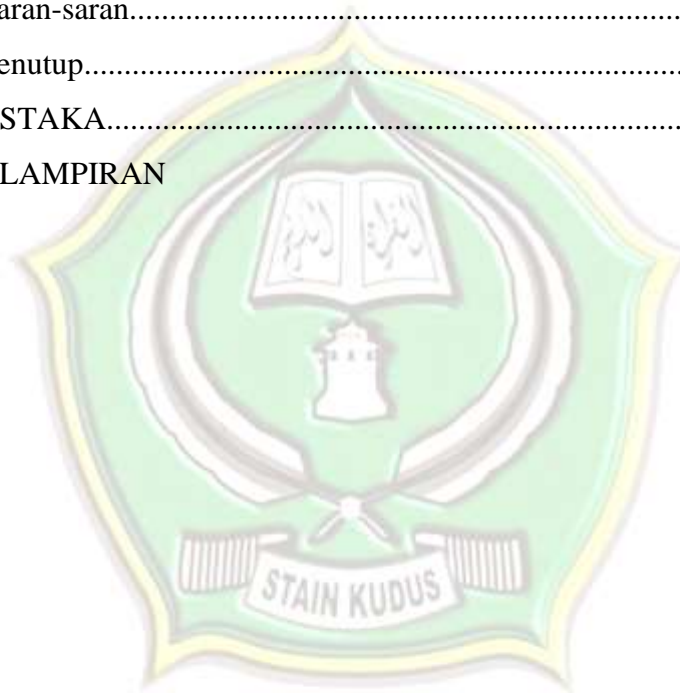 aran-saran....................................................................
enutup.........................................................................
STAKA........................................................................
LAMPIRAN
STAIN KUDUS